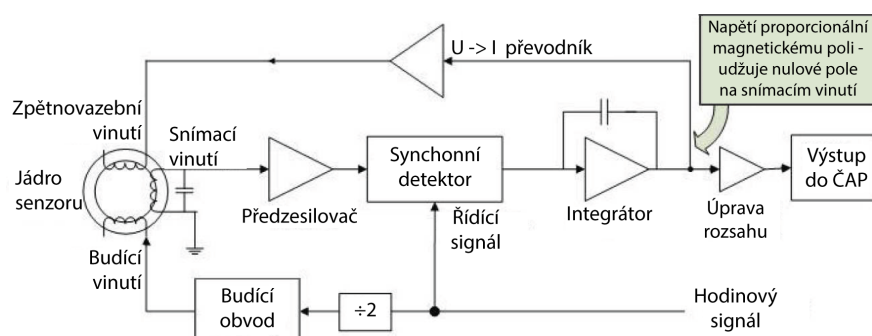 Napětí proporcionální
magnetickému poli -
udžuje nulové pole
na snímacím vinutí
U -> I převodník
Zpětnovazební
vinutí
Snímací
vinutí
Jádro
senzoru
Předzesilovač
Synchonní
detektor
Řídící
signál
Integrátor
Úprava
rozsahu
Výstup
do ČAP
Budící
vinutí
Budící
obvod
÷2
Hodinový
signál